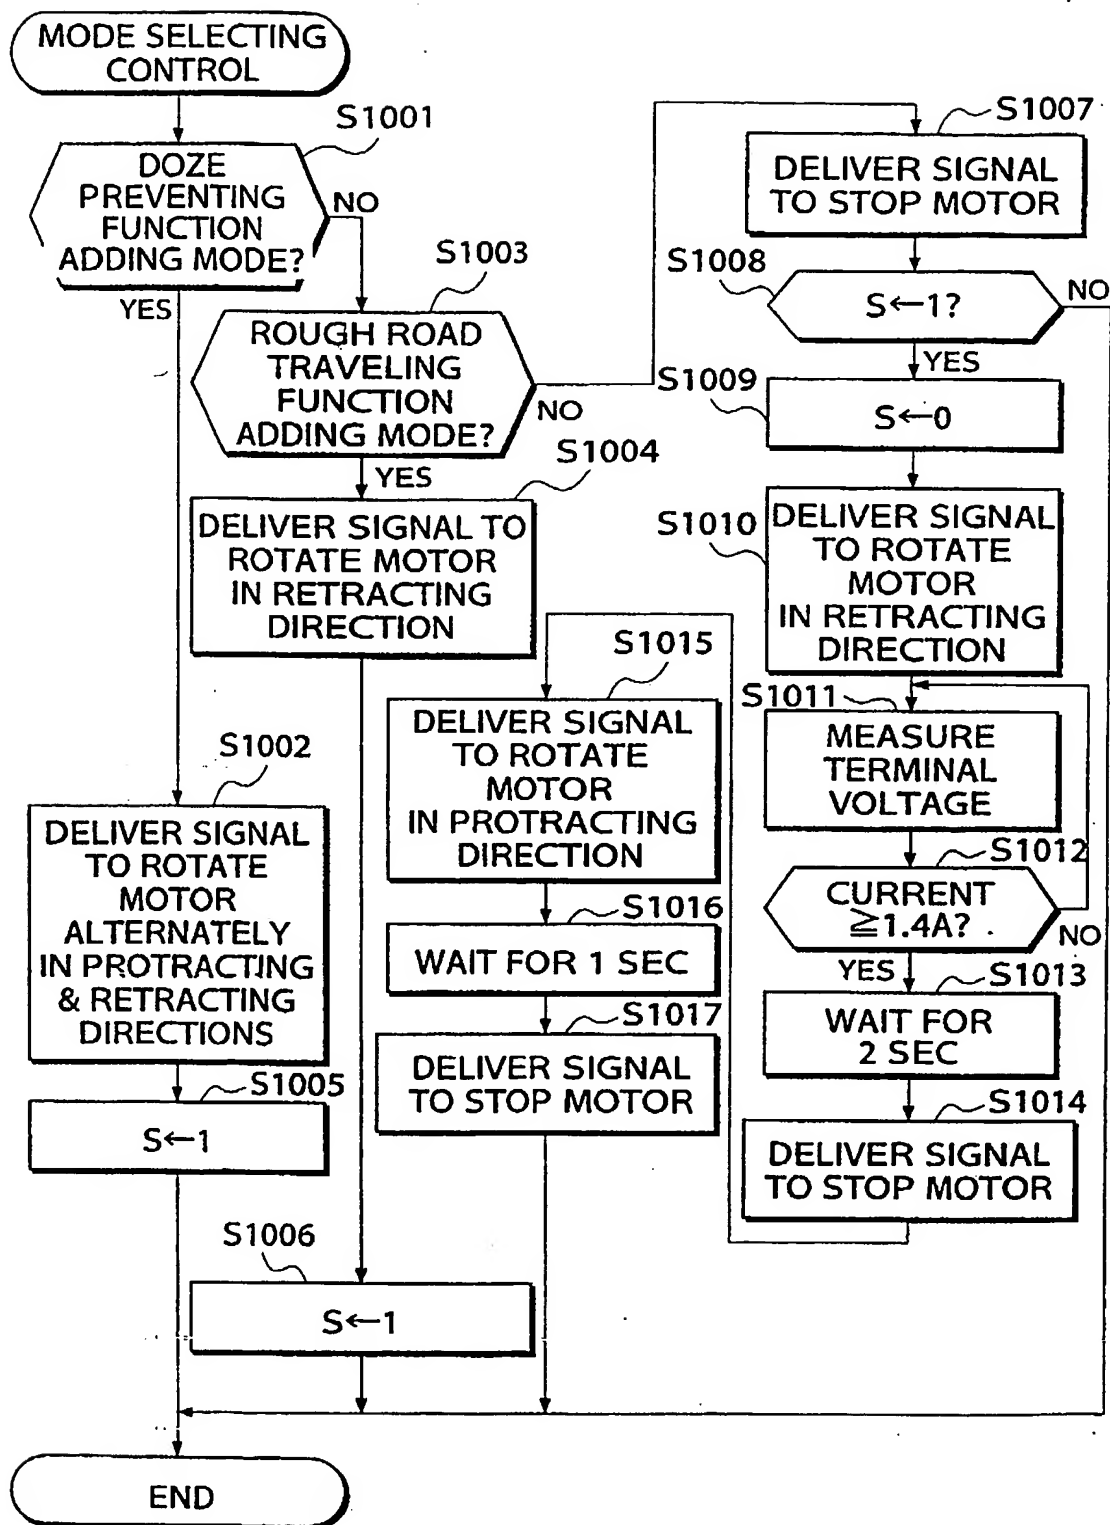 MODE SELECTING
CONTROL
S1001
DOZE
PREVENTING
FUNCTION
ADDING MODE?
NO
YES
S1003
ROUGH ROAD
TRAVELING
FUNCTION
ADDING MODE?
NO
YES
S1004
DELIVER SIGNAL TO
ROTATE MOTOR
IN RETRACTING
DIRECTION
S1002
DELIVER SIGNAL
TO ROTATE
MOTOR
ALTERNATELY
IN PROTRACTING
& RETRACTING
DIRECTIONS
S1005
S←1
S1006
S←1
S1007
DELIVER SIGNAL
TO STOP MOTOR
S1008
S←1?
NO
YES
S1009
S←0
S1010
DELIVER SIGNAL
TO ROTATE
MOTOR
IN RETRACTING
DIRECTION
S1011
MEASURE
TERMINAL
VOLTAGE
S1012
CURRENT
≧1.4A?
NO
YES
S1013
WAIT FOR
2 SEC
S1014
DELIVER SIGNAL
TO STOP MOTOR
S1015
DELIVER SIGNAL
TO ROTATE
MOTOR
IN PROTRACTING
DIRECTION
S1016
WAIT FOR 1 SEC
S1017
DELIVER SIGNAL
TO STOP MOTOR
END